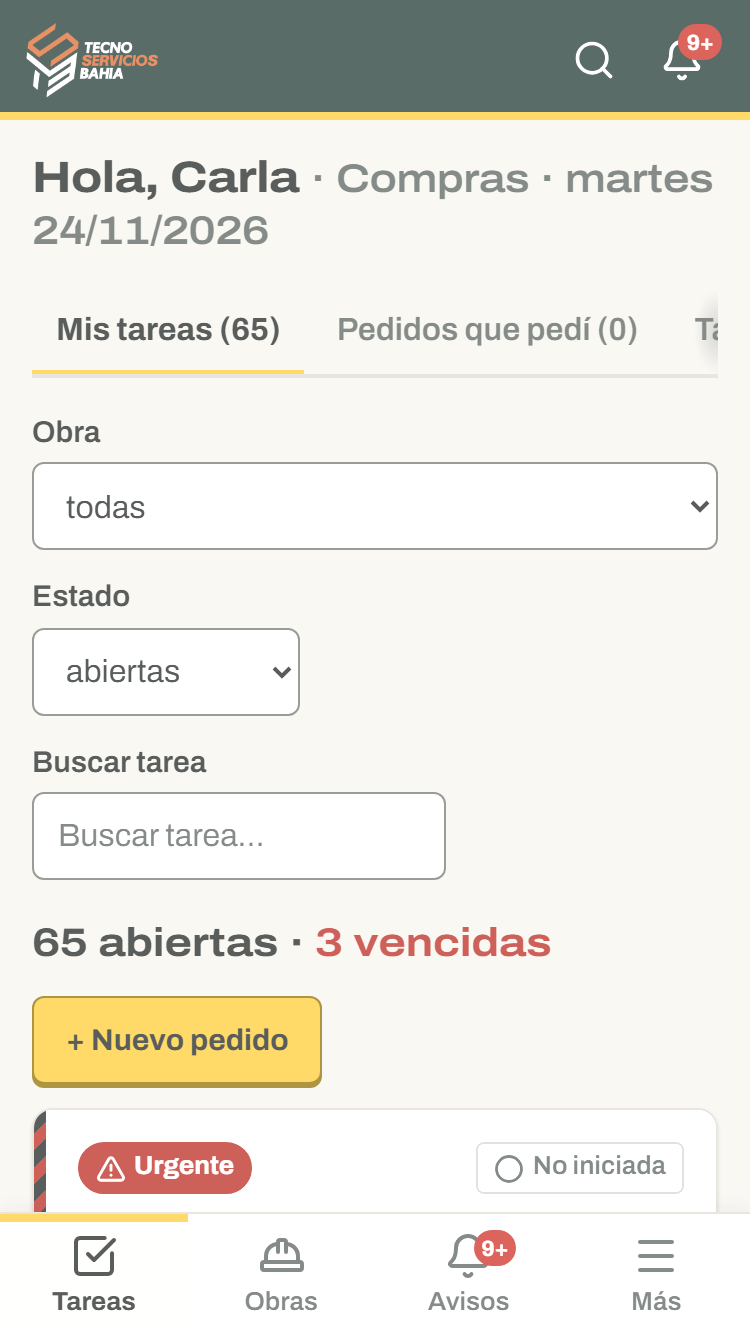 TECNO
SERVICIOS
BAHIA
9+
Hola, Carla · Compras · martes
24/11/2026
Mis tareas (65)
Pedidos que pedí (0)
Ta
Obra
todas
Estado
abiertas
Buscar tarea
Buscar tarea...
65 abiertas · 3 vencidas
+ Nuevo pedido
Urgente
No iniciada
9+
Tareas
Obras
Avisos
Más